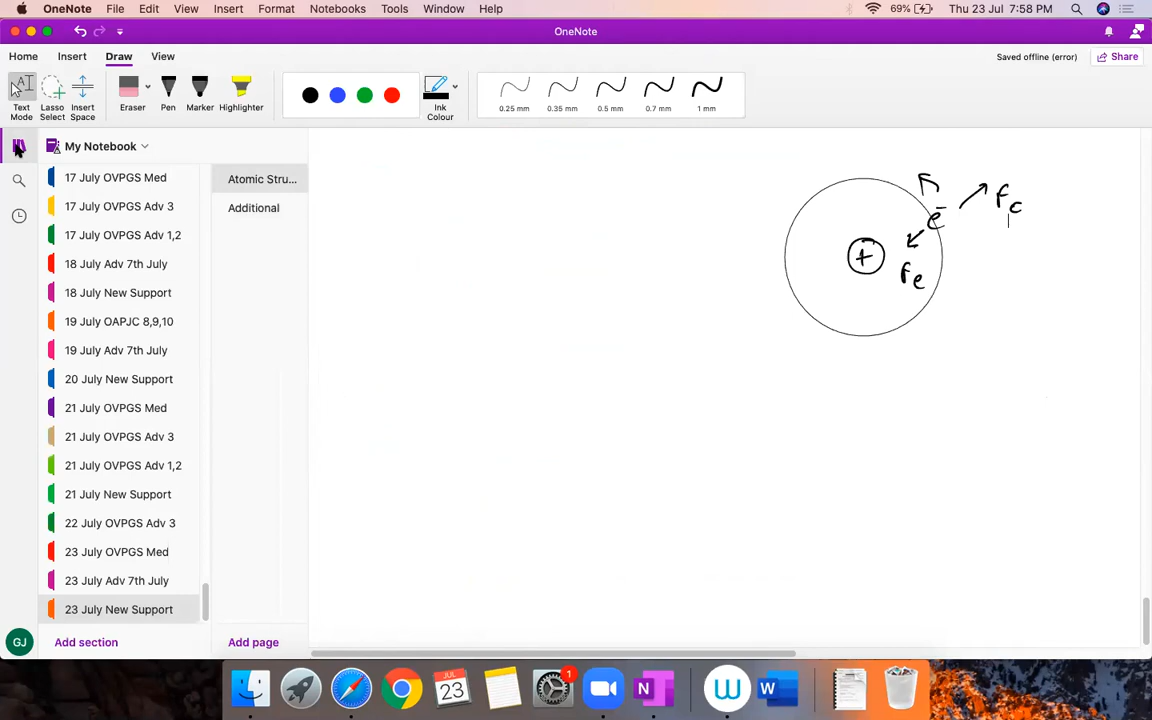 OneNote File Edit View Insert Format Notebooks Tools Window Help 69% Thu 23 Jul 7:58 PM
OneNote
Home Insert Draw View Saved offline (error) Share
Text Mode Lasso Select Insert Space Eraser Pen Marker Highlighter Ink Colour 0.25 mm 0.35 mm 0.5 mm 0.7 mm 1 mm
My Notebook
17 July OVPGS Med
17 July OVPGS Adv 3
17 July OVPGS Adv 1,2
18 July Adv 7th July
18 July New Support
19 July OAPJC 8,9,10
19 July Adv 7th July
20 July New Support
21 July OVPGS Med
21 July OVPGS Adv 3
21 July OVPGS Adv 1,2
21 July New Support
22 July OVPGS Adv 3
23 July OVPGS Med
23 July Adv 7th July
23 July New Support
Add section
Atomic Stru...
Additional
Add page
fc
e-
+
fe
GJ
JUL
23
1
N
W
W